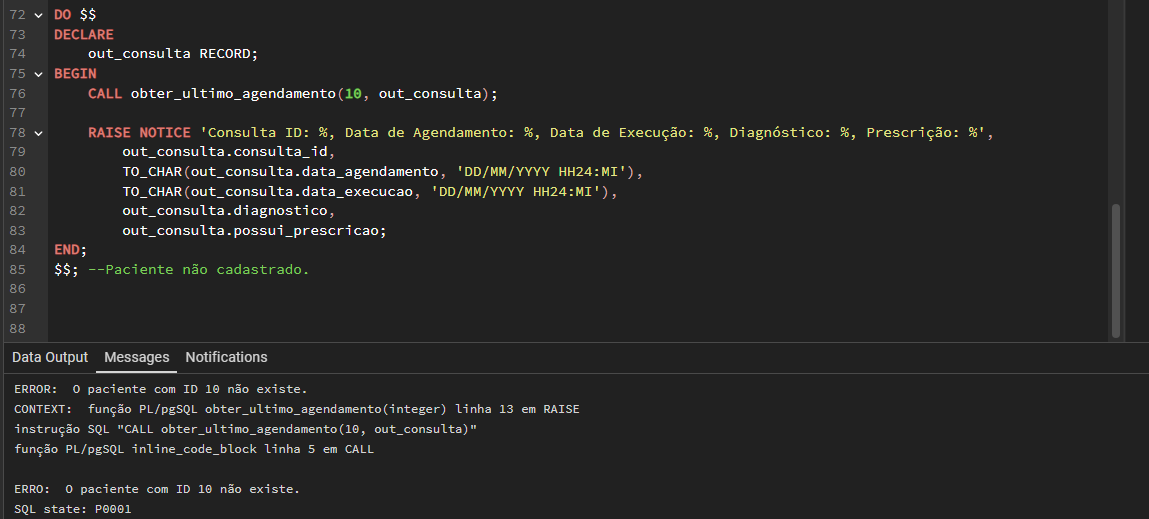 72 DO $$
73 DECLARE
74     out_consulta RECORD;
75 BEGIN
76     CALL obter_ultimo_agendamento(10, out_consulta);
77
78     RAISE NOTICE 'Consulta ID: %, Data de Agendamento: %, Data de Execução: %, Diagnóstico: %, Prescrição: %',
79         out_consulta.consulta_id,
80         TO_CHAR(out_consulta.data_agendamento, 'DD/MM/YYYY HH24:MI'),
81         TO_CHAR(out_consulta.data_execucao, 'DD/MM/YYYY HH24:MI'),
82         out_consulta.diagnostico,
83         out_consulta.possui_prescricao;
84 END;
85 $$; --Paciente não cadastrado.
86
87
88
Data Output Messages Notifications
ERROR:  O paciente com ID 10 não existe.
CONTEXT:  função PL/pgSQL obter_ultimo_agendamento(integer) linha 13 em RAISE
instrução SQL "CALL obter_ultimo_agendamento(10, out_consulta)"
função PL/pgSQL inline_code_block linha 5 em CALL
ERRO:  O paciente com ID 10 não existe.
SQL state: P0001